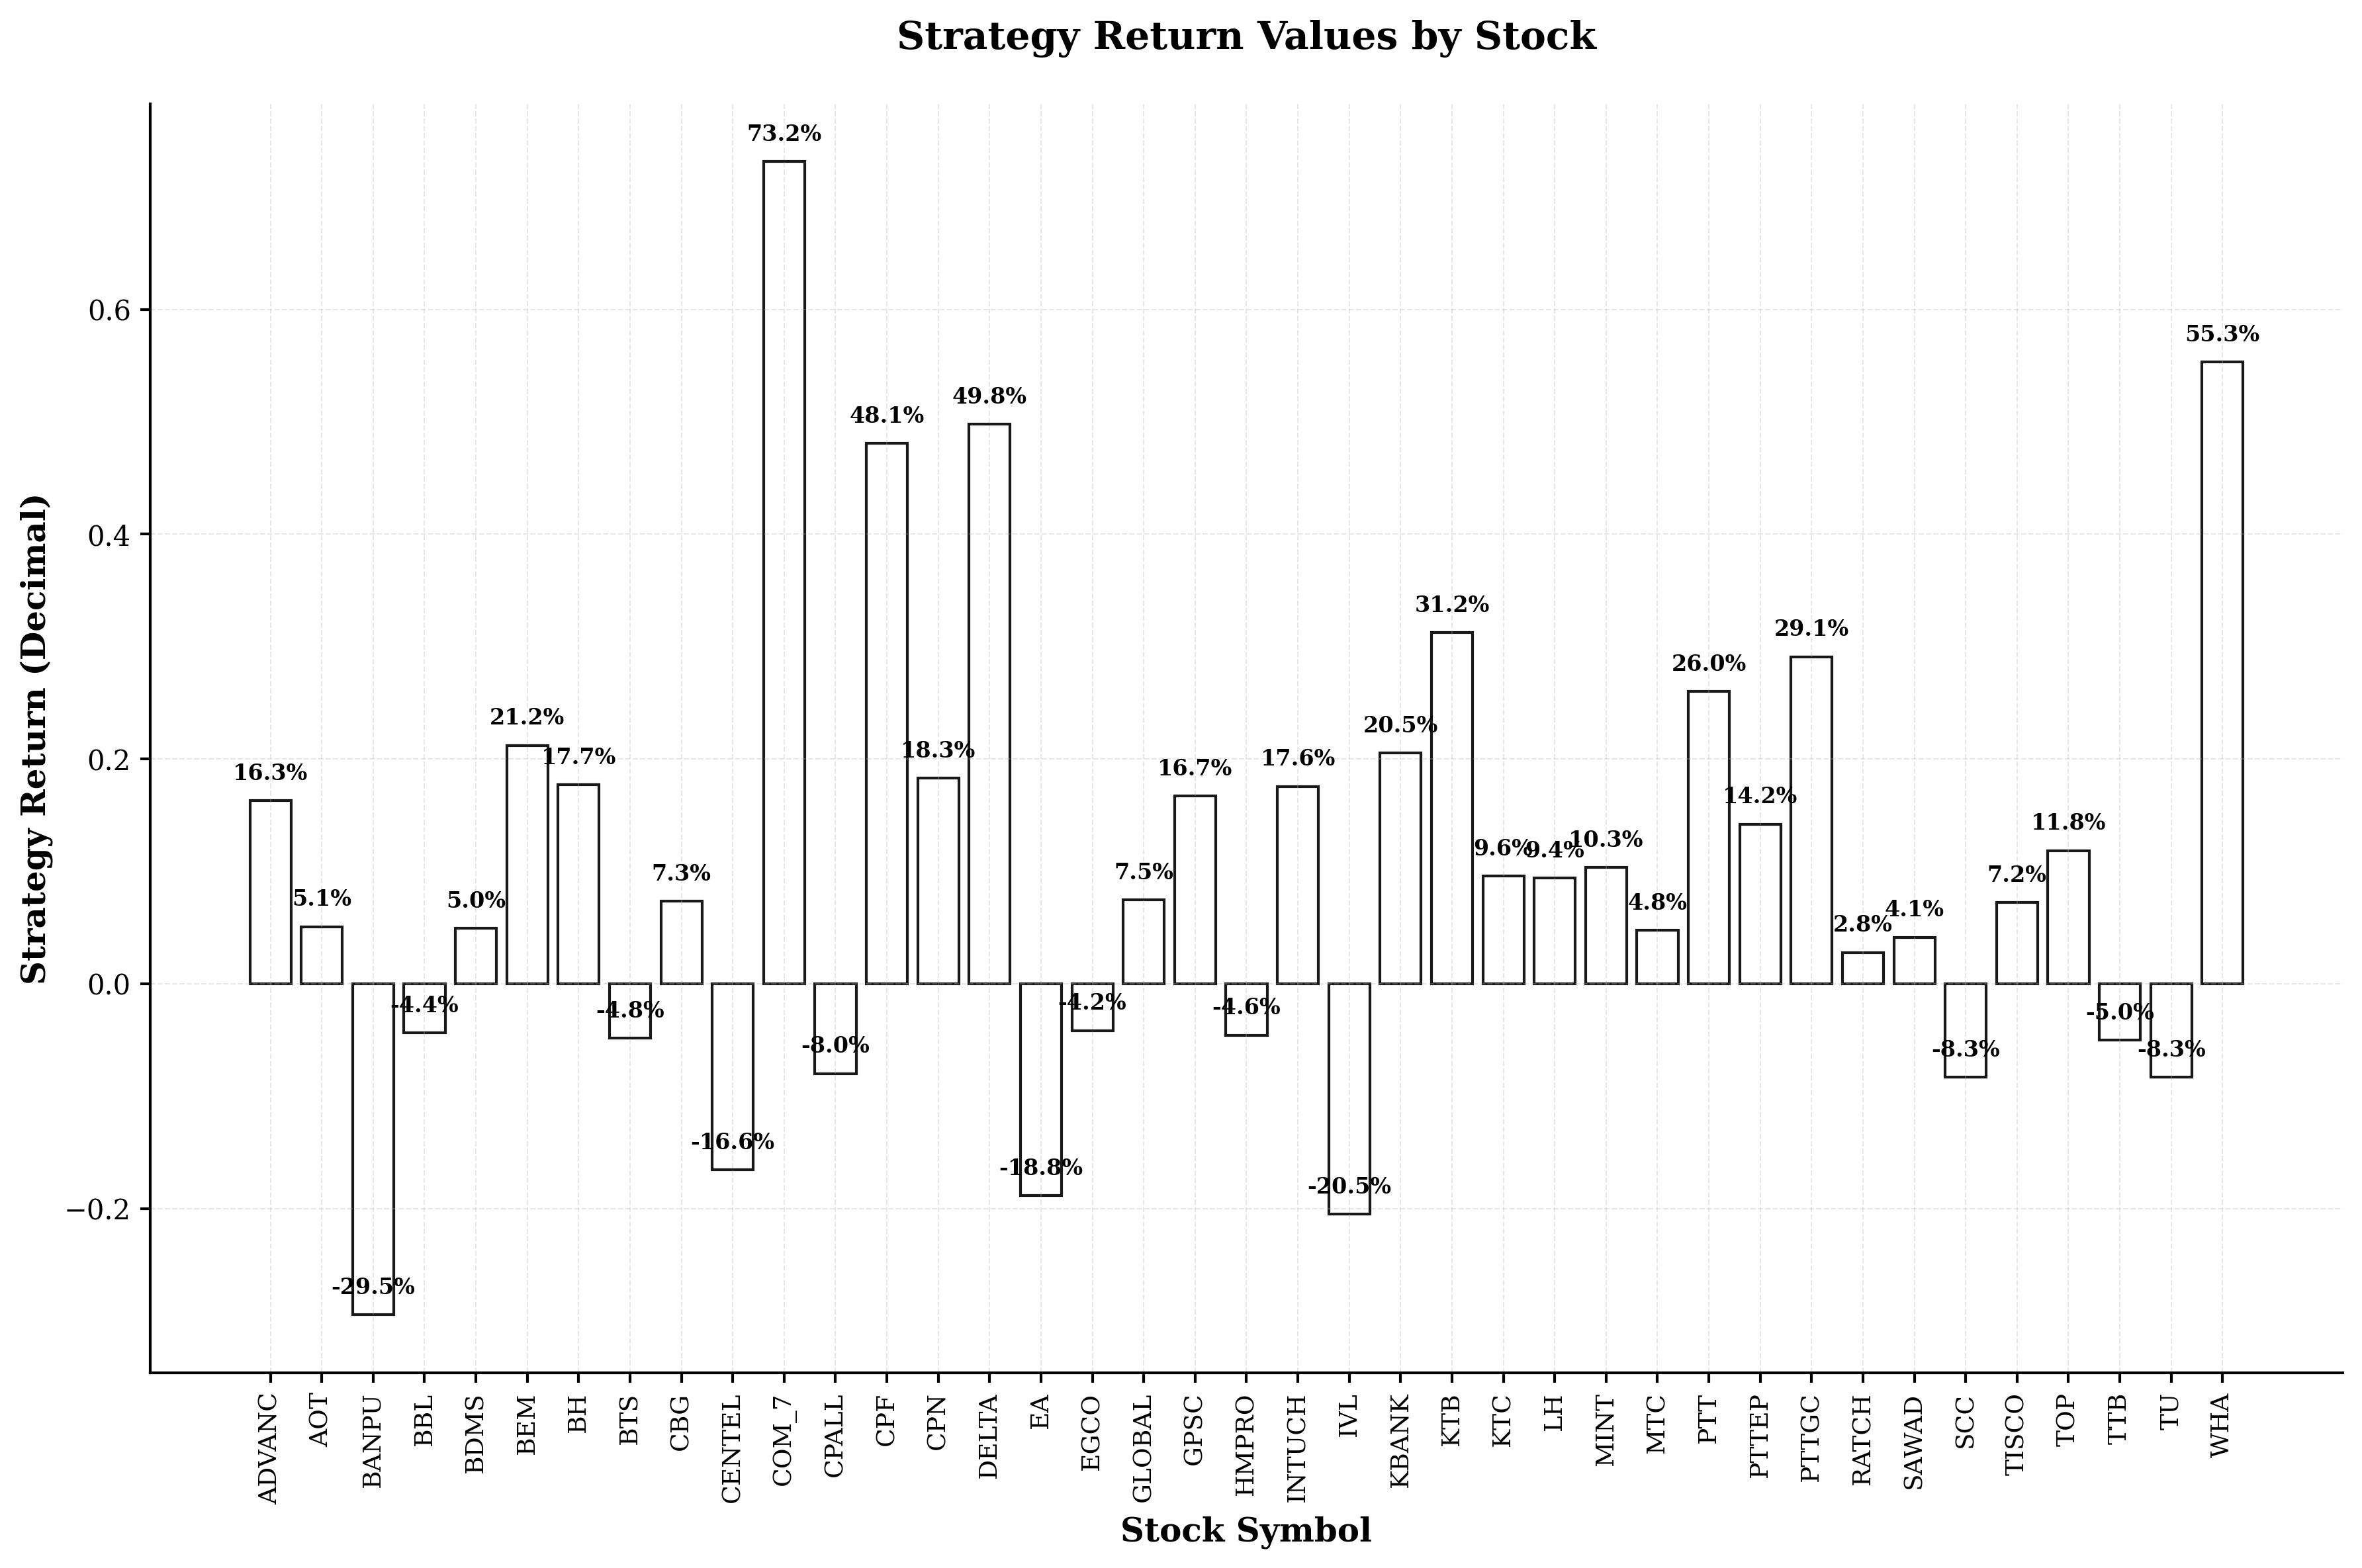 Strategy Return Values by Stock
Strategy Return (Decimal)
0.6
0.4
0.2
0.0
−0.2
16.3%
5.1%
-29.5%
-4.4%
5.0%
21.2%
17.7%
-4.8%
7.3%
-16.6%
73.2%
-8.0%
48.1%
18.3%
49.8%
-18.8%
-4.2%
7.5%
16.7%
-4.6%
17.6%
-20.5%
20.5%
31.2%
9.6%
9.4%
10.3%
4.8%
26.0%
14.2%
29.1%
2.8%
4.1%
-8.3%
7.2%
11.8%
-5.0%
-8.3%
55.3%
ADVANC
AOT
BANPU
BBL
BDMS
BEM
BH
BTS
CBG
CENTEL
COM_7
CPALL
CPF
CPN
DELTA
EA
EGCO
GLOBAL
GPSC
HMPRO
INTUCH
IVL
KBANK
KTB
KTC
LH
MINT
MTC
PTT
PTTEP
PTTGC
RATCH
SAWAD
SCC
TISCO
TOP
TTB
TU
WHA
Stock Symbol